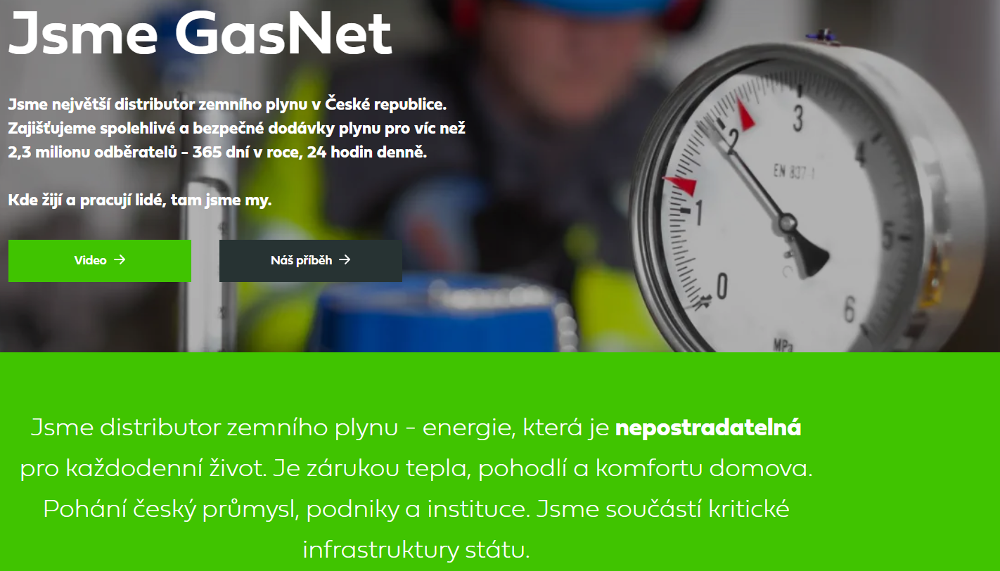 Jsme GasNet
Jsme největší distributor zemního plynu v České republice.
Zajišťujeme spolehlivé a bezpečné dodávky plynu pro víc než
2,3 milionu odběratelů - 365 dní v roce, 24 hodin denně.
Kde žijí a pracují lidé, tam jsme my.
Video →
Náš příběh →
3
2
4
EN 837-1
1
5
0
6
MPa
Jsme distributor zemního plynu - energie, která je nepostradatelná
pro každodenní život. Je zárukou tepla, pohodlí a komfortu domova.
Pohání český průmysl, podniky a instituce. Jsme součástí kritické
infrastruktury státu.